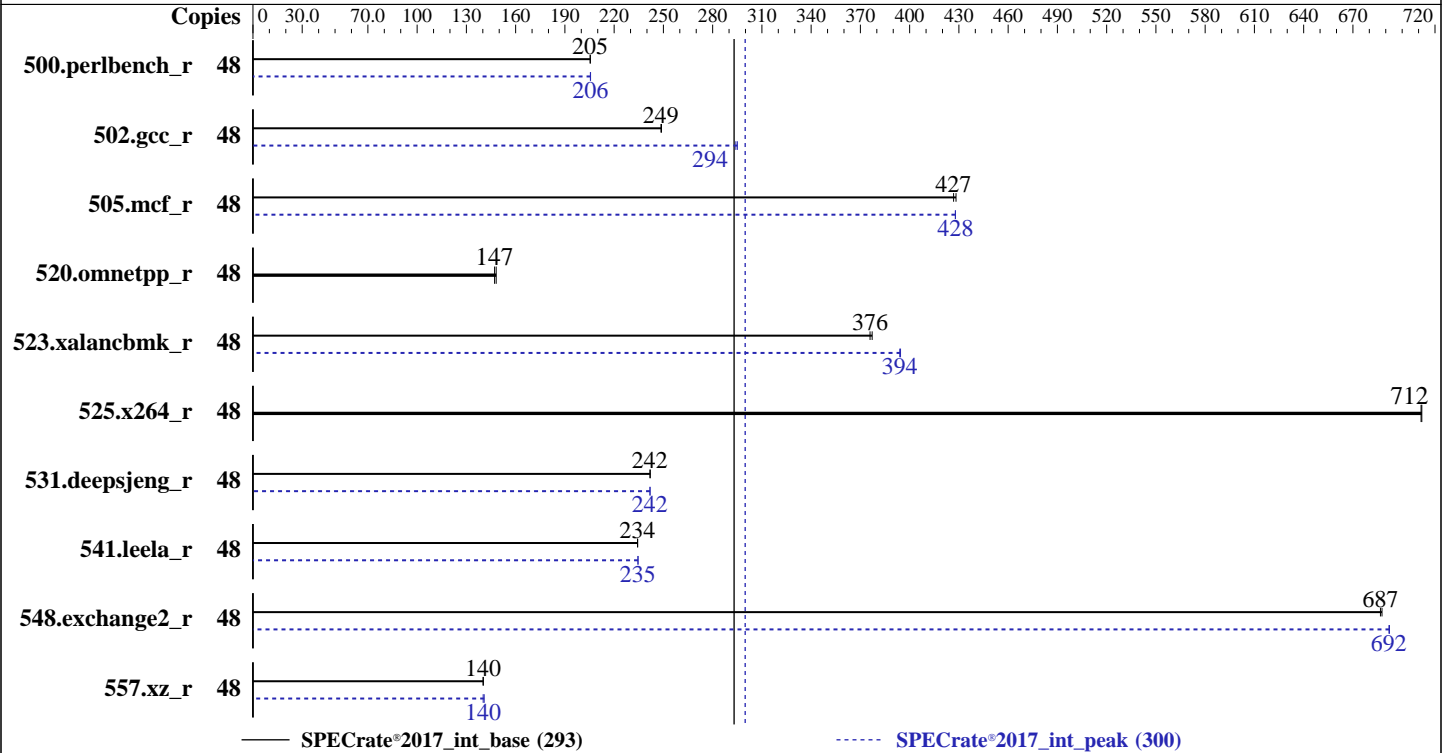 Copies 0 30.0 70.0 100 130 160 190 220 250 280 310 340 370 400 430 460 490 520 550 580 610 640 670 720
205
500.perlbench_r 48
206
249
502.gcc_r 48
294
427
505.mcf_r 48
428
147
520.omnetpp_r 48
376
523.xalancbmk_r 48
394
712
525.x264_r 48
242
531.deepsjeng_r 48
242
234
541.leela_r 48
235
687
548.exchange2_r 48
692
140
557.xz_r 48
140
SPECrate®2017_int_base (293) SPECrate®2017_int_peak (300)